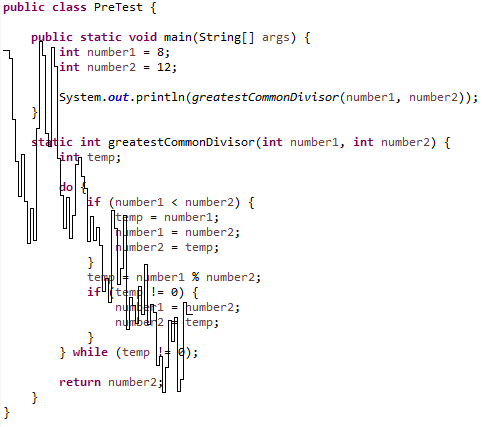 public class PreTest {
public static void main(String[] args) {
int number1 = 8;
int number2 = 12;
System.out.println(greatestCommonDivisor(number1, number2));
}
static int greatestCommonDivisor(int number1, int number2) {
int temp;
do {
if (number1 < number2) {
temp = number1;
number1 = number2;
number2 = temp;
}
temp = number1 % number2;
if (temp != 0) {
number1 = number2;
number2 = temp;
}
} while (temp != 0);
return number2;
}
}